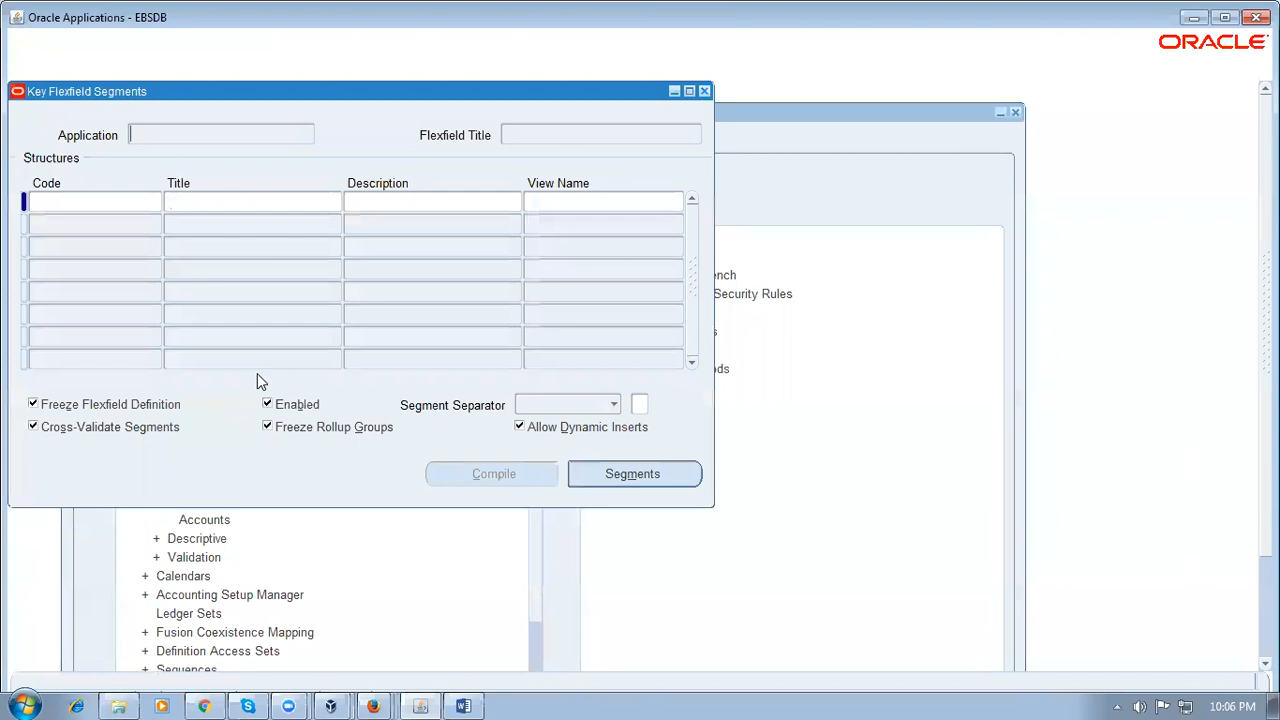 Oracle Applications - EBSDB
ORACLE
Key Flexfield Segments
Application
Flexfield Title
Structures
Code
Title
Description
View Name
ench
Security Rules
s
ds
Freeze Flexfield Definition
Enabled
Segment Separator
Cross-Validate Segments
Freeze Rollup Groups
Allow Dynamic Inserts
Compile
Segments
Accounts
+ Descriptive
+ Validation
+ Calendars
+ Accounting Setup Manager
Ledger Sets
+ Fusion Coexistence Mapping
+ Definition Access Sets
+ Sequences
10:06 PM